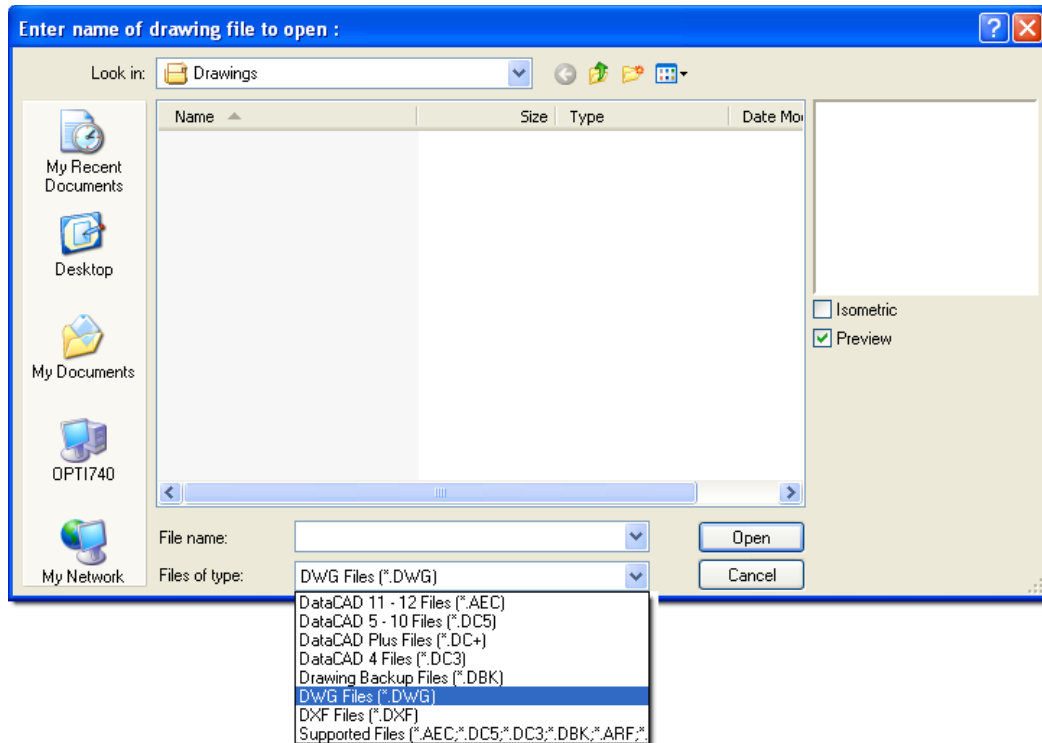 Enter name of drawing file to open :
Look in:
Drawings
Name
Size
Type
Date Mo
My Recent
Documents
Desktop
My Documents
OPTI740
My Network
Isometric
Preview
File name:
Open
Files of type:
DWG Files (*.DWG)
Cancel
DataCAD 11 - 12 Files (*.AEC)
DataCAD 5 - 10 Files (*.DC5)
DataCAD Plus Files (*.DC+)
DataCAD 4 Files (*.DC3)
Drawing Backup Files (*.DBK)
DWG Files (*.DWG)
DXF Files (*.DXF)
Supported Files (*.AEC;*.DC5;*.DC3;*.DBK;*.ARF;*.